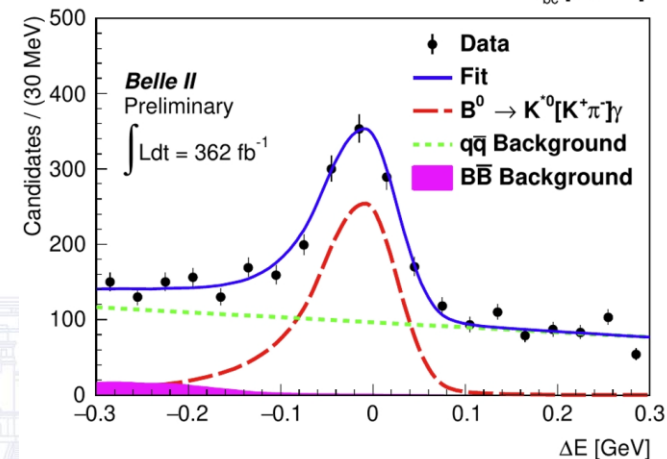 500
400
300
200
100
0
Candidates / (30 MeV)
Belle II
Preliminary
∫Ldt = 362 fb⁻¹
Data
Fit
B⁰ → K*⁰[K⁺π⁻]γ
qq̅ Background
BB̅ Background
−0.3 −0.2 −0.1 0 0.1 0.2 0.3
ΔE [GeV]